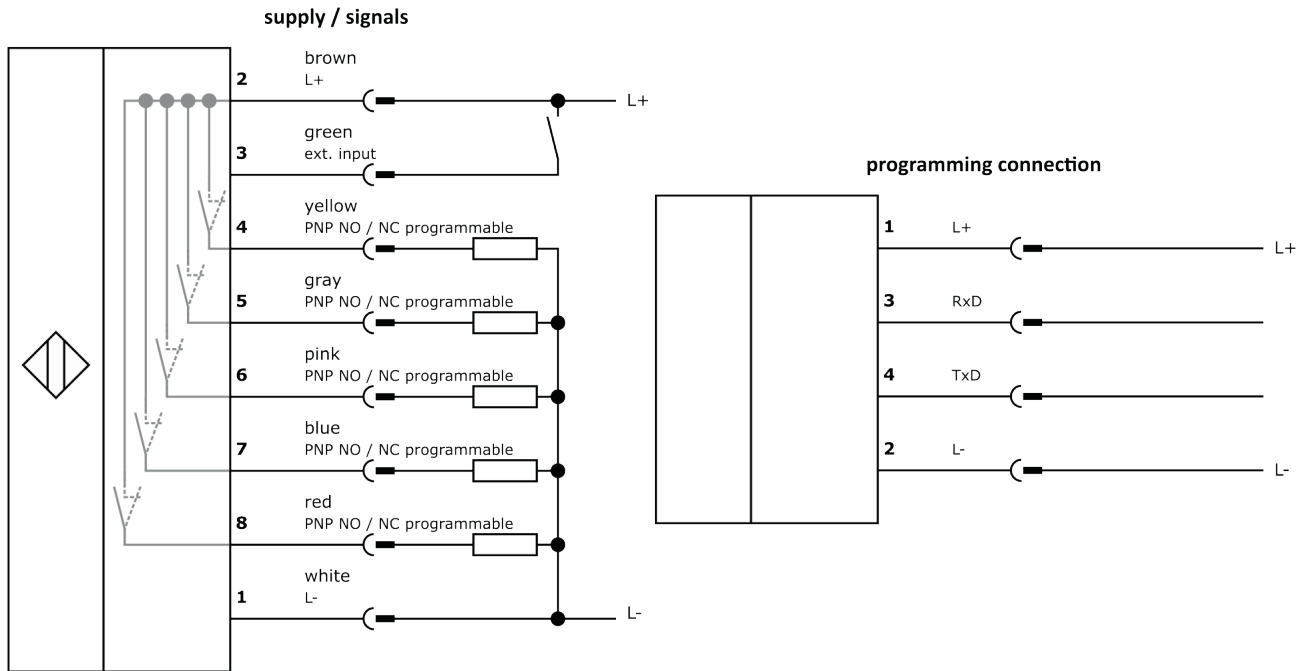 supply / signals
brown
2
L+
L+
green
3
ext. input
yellow
4
PNP NO / NC programmable
gray
5
PNP NO / NC programmable
pink
6
PNP NO / NC programmable
blue
7
PNP NO / NC programmable
red
8
PNP NO / NC programmable
white
1
L-
L-
programming connection
1
L+
L+
3
RxD
4
TxD
2
L-
L-